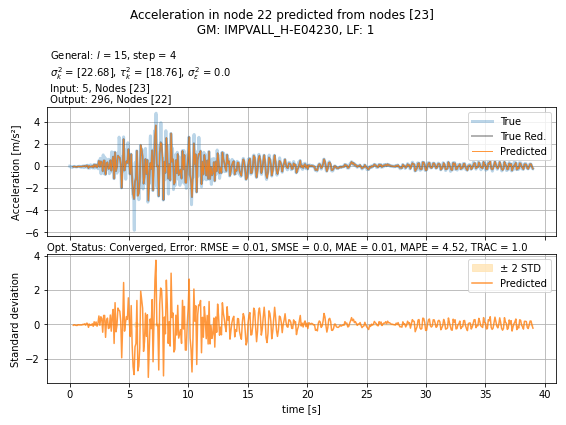 Acceleration in node 22 predicted from nodes [23]
GM: IMPVALL_H-E04230, LF: 1
General: l = 15, step = 4
σ²ₖ = [22.68], τ²ₖ = [18.76], σ²ε = 0.0
Input: 5, Nodes [23]
Output: 296, Nodes [22]
Acceleration [m/s²]
4
2
0
−2
−4
−6
True
True Red.
Predicted
Opt. Status: Converged, Error: RMSE = 0.01, SMSE = 0.0, MAE = 0.01, MAPE = 4.52, TRAC = 1.0
Standard deviation
4
2
0
−2
± 2 STD
Predicted
0 5 10 15 20 25 30 35 40
time [s]